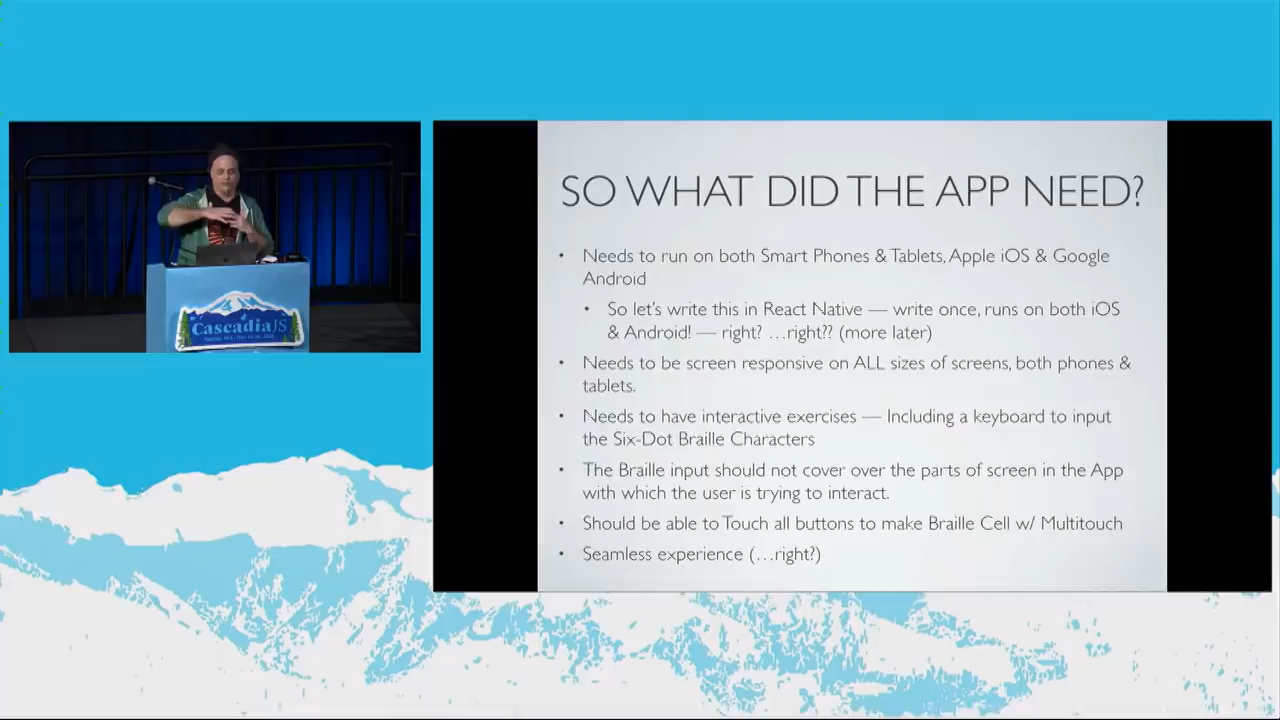 CascadiaJS
SO WHAT DID THE APP NEED?
• Needs to run on both Smart Phones & Tablets, Apple iOS & Google
Android
• So let's write this in React Native — write once, runs on both iOS
& Android! — right? …right?? (more later)
• Needs to be screen responsive on ALL sizes of screens, both phones &
tablets.
• Needs to have interactive exercises — Including a keyboard to input
the Six-Dot Braille Characters
• The Braille input should not cover over the parts of screen in the App
with which the user is trying to interact.
• Should be able to Touch all buttons to make Braille Cell w/ Multitouch
• Seamless experience (…right?)